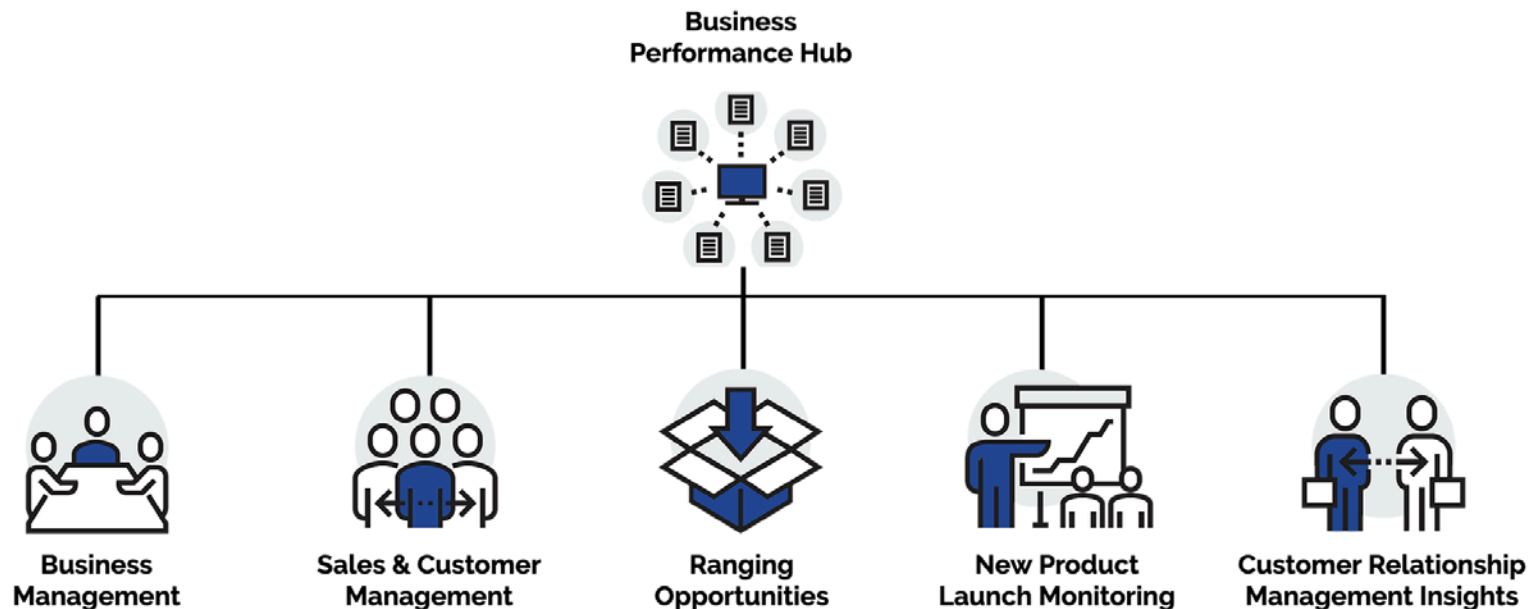 Business
Performance Hub
Business
Management
Sales & Customer
Management
Ranging
Opportunities
New Product
Launch Monitoring
Customer Relationship
Management Insights